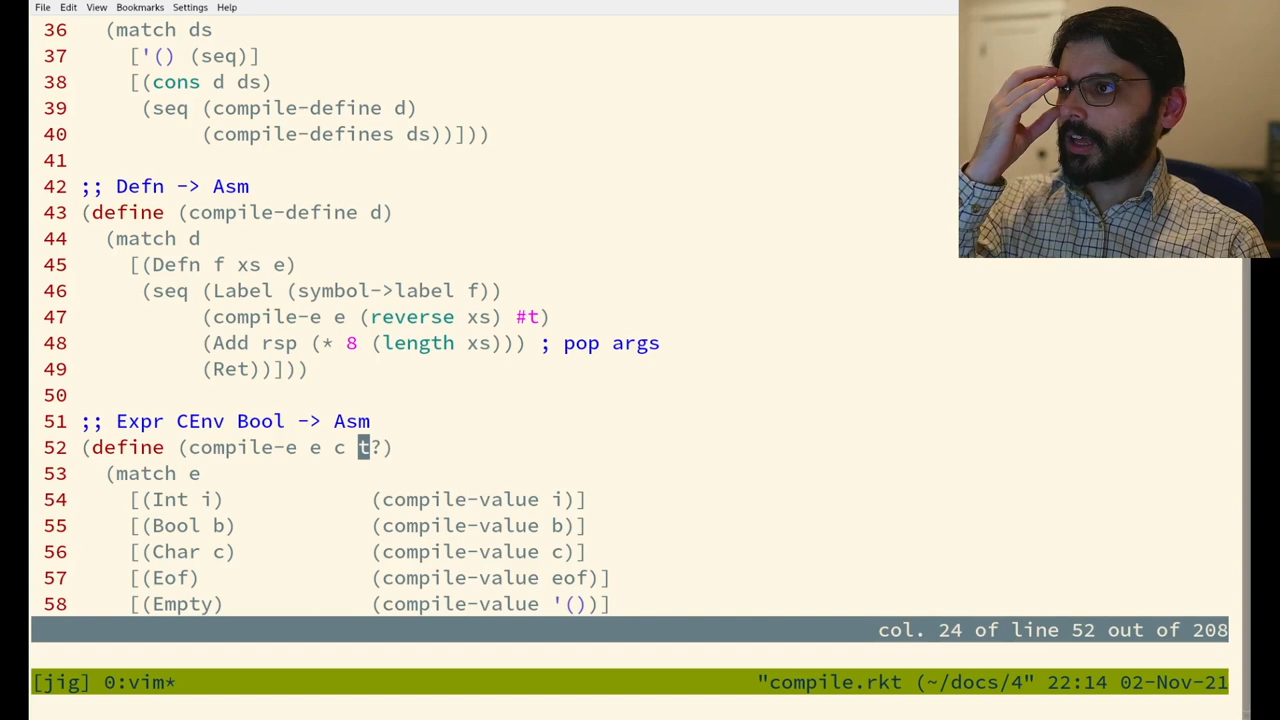 File Edit View Bookmarks Settings Help
36 (match ds
37 ['() (seq)]
38 [(cons d ds)
39 (seq (compile-define d)
40 (compile-defines ds))]))
41
42 ;; Defn -> Asm
43 (define (compile-define d)
44 (match d
45 [(Defn f xs e)
46 (seq (Label (symbol->label f))
47 (compile-e e (reverse xs) #t)
48 (Add rsp (* 8 (length xs))) ; pop args
49 (Ret))]))
50
51 ;; Expr CEnv Bool -> Asm
52 (define (compile-e e c t?)
53 (match e
54 [(Int i) (compile-value i)]
55 [(Bool b) (compile-value b)]
56 [(Char c) (compile-value c)]
57 [(Eof) (compile-value eof)]
58 [(Empty) (compile-value '())]
col. 24 of line 52 out of 208
[jig] 0:vim* "compile.rkt (~/docs/4" 22:14 02-Nov-21